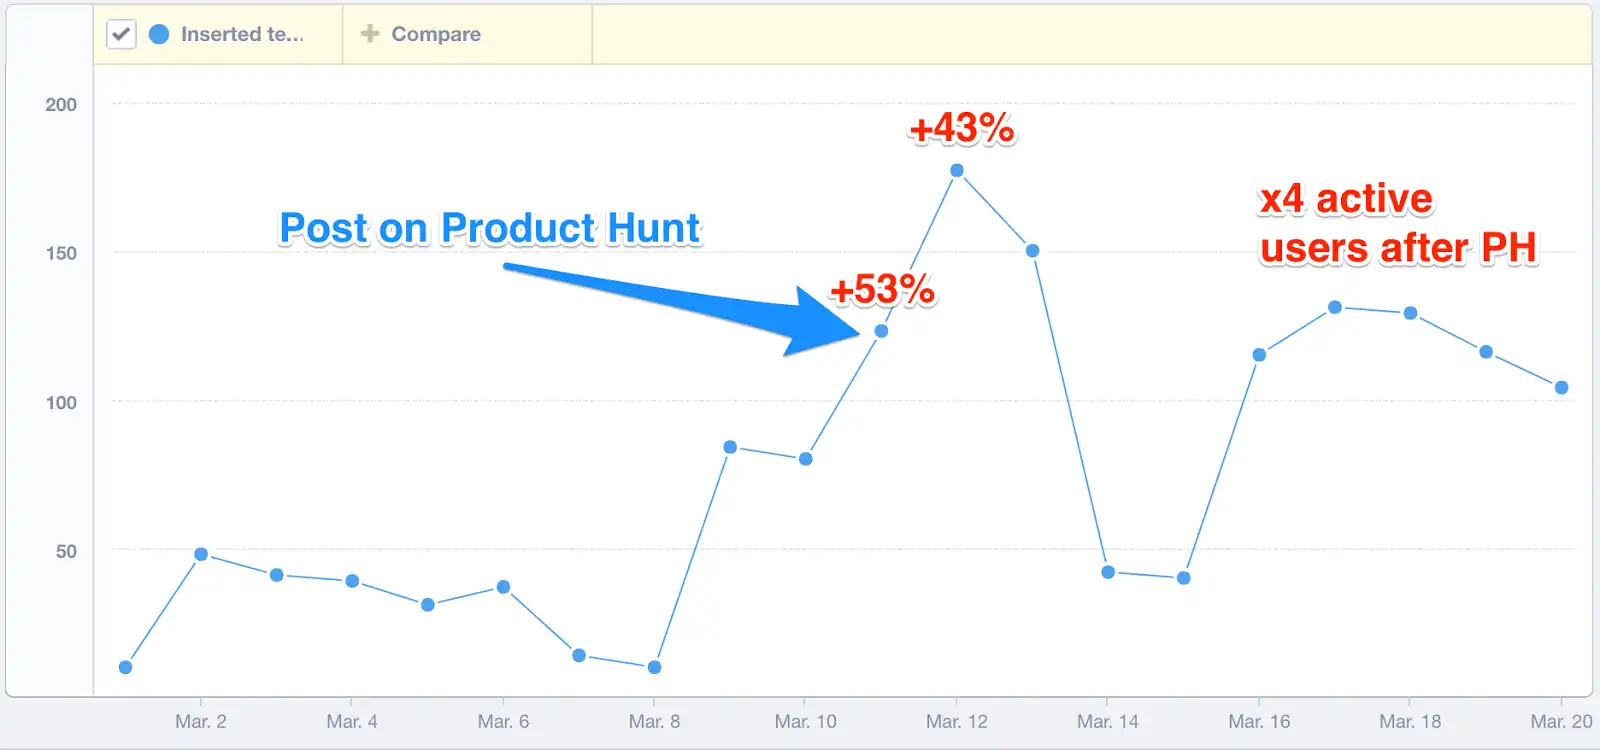 Inserted te...
Compare
200
+43%
x4 active
users after PH
Post on Product Hunt
150
+53%
100
50
Mar. 2
Mar. 4
Mar. 6
Mar. 8
Mar. 10
Mar. 12
Mar. 14
Mar. 16
Mar. 18
Mar. 20